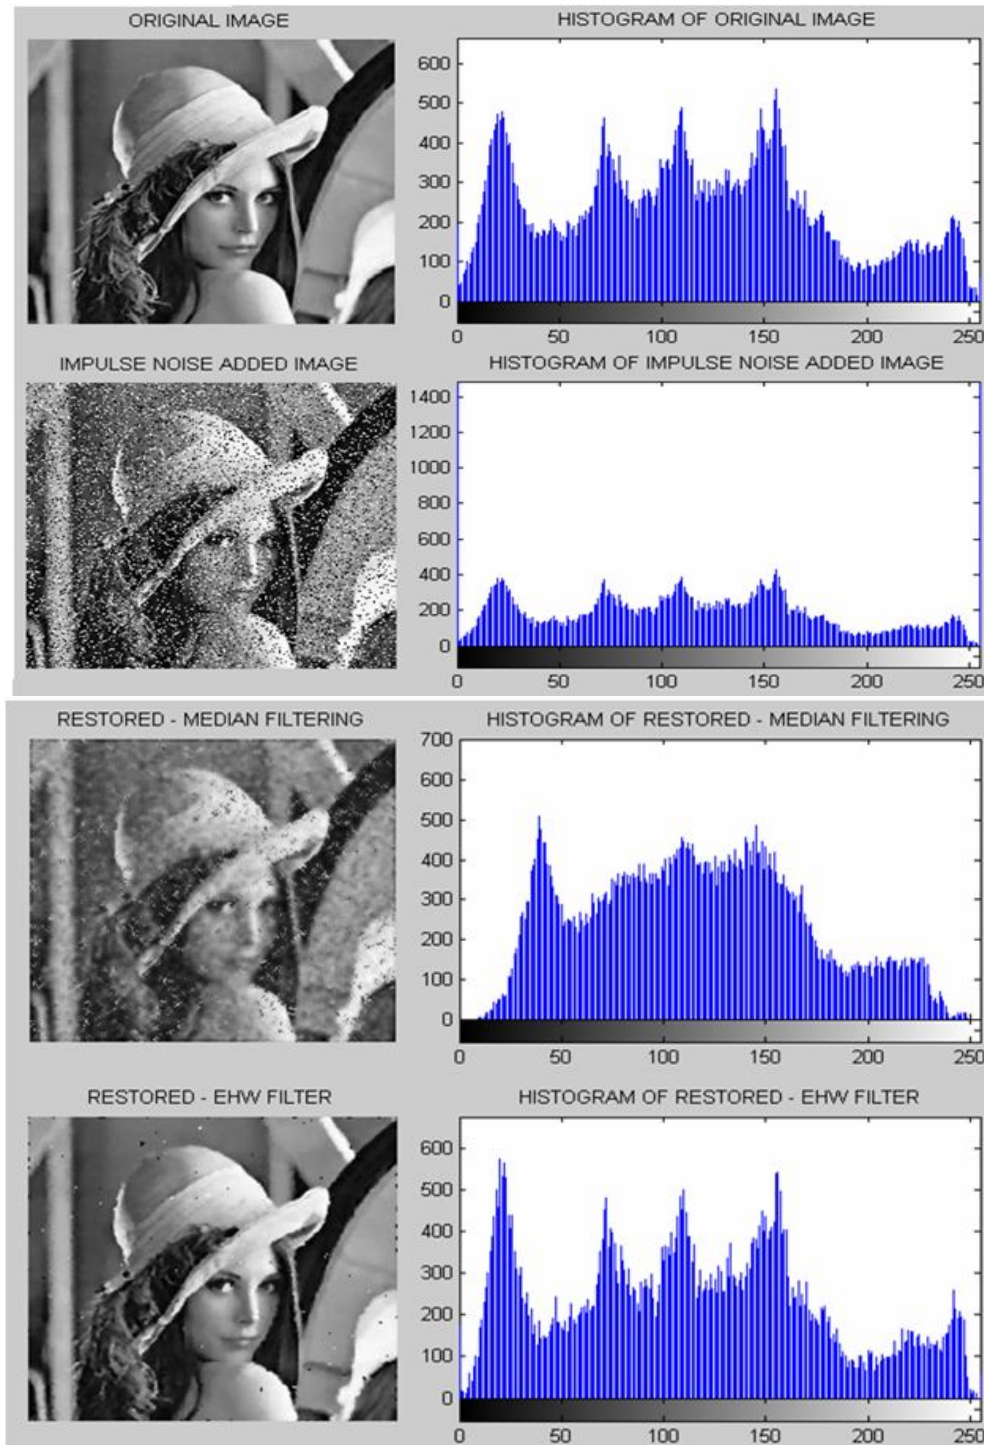 ORIGINAL IMAGE
HISTOGRAM OF ORIGINAL IMAGE
600
500
400
300
200
100
0
0 50 100 150 200 250
IMPULSE NOISE ADDED IMAGE
HISTOGRAM OF IMPULSE NOISE ADDED IMAGE
1400
1200
1000
800
600
400
200
0
0 50 100 150 200 250
RESTORED - MEDIAN FILTERING
HISTOGRAM OF RESTORED - MEDIAN FILTERING
700
600
500
400
300
200
100
0
0 50 100 150 200 250
RESTORED - EHW FILTER
HISTOGRAM OF RESTORED - EHW FILTER
600
500
400
300
200
100
0
0 50 100 150 200 250